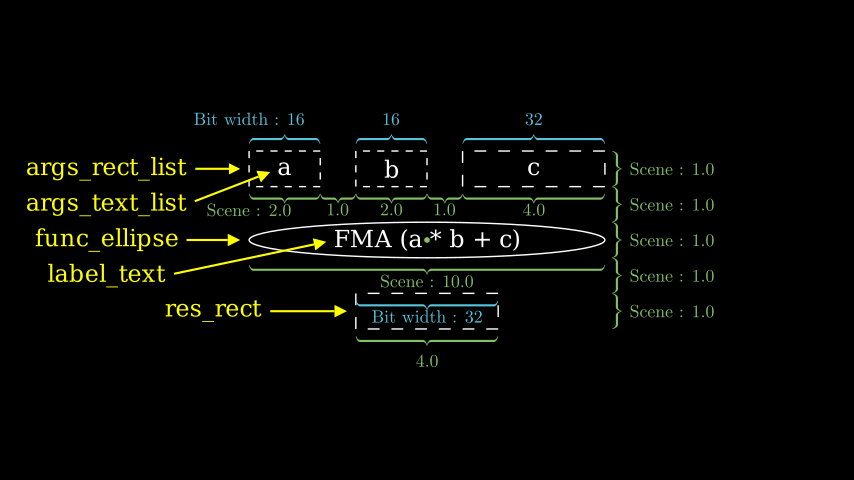 Bit width : 16 16 32
args_rect_list a b c Scene : 1.0
args_text_list Scene : 2.0 1.0 2.0 1.0 4.0 Scene : 1.0
func_ellipse FMA (a * b + c) Scene : 1.0
label_text Scene : 10.0 Scene : 1.0
res_rect Bit width : 32 Scene : 1.0
4.0